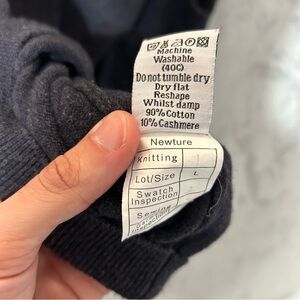 Machine
Washable
(40C)
Do not tumble dry
Dry flat
Reshape
Whilst damp
90%Cotton
10%Cashmere
Newture
Knitting
Lot/Size L
Swatch
Inspection
Sewing